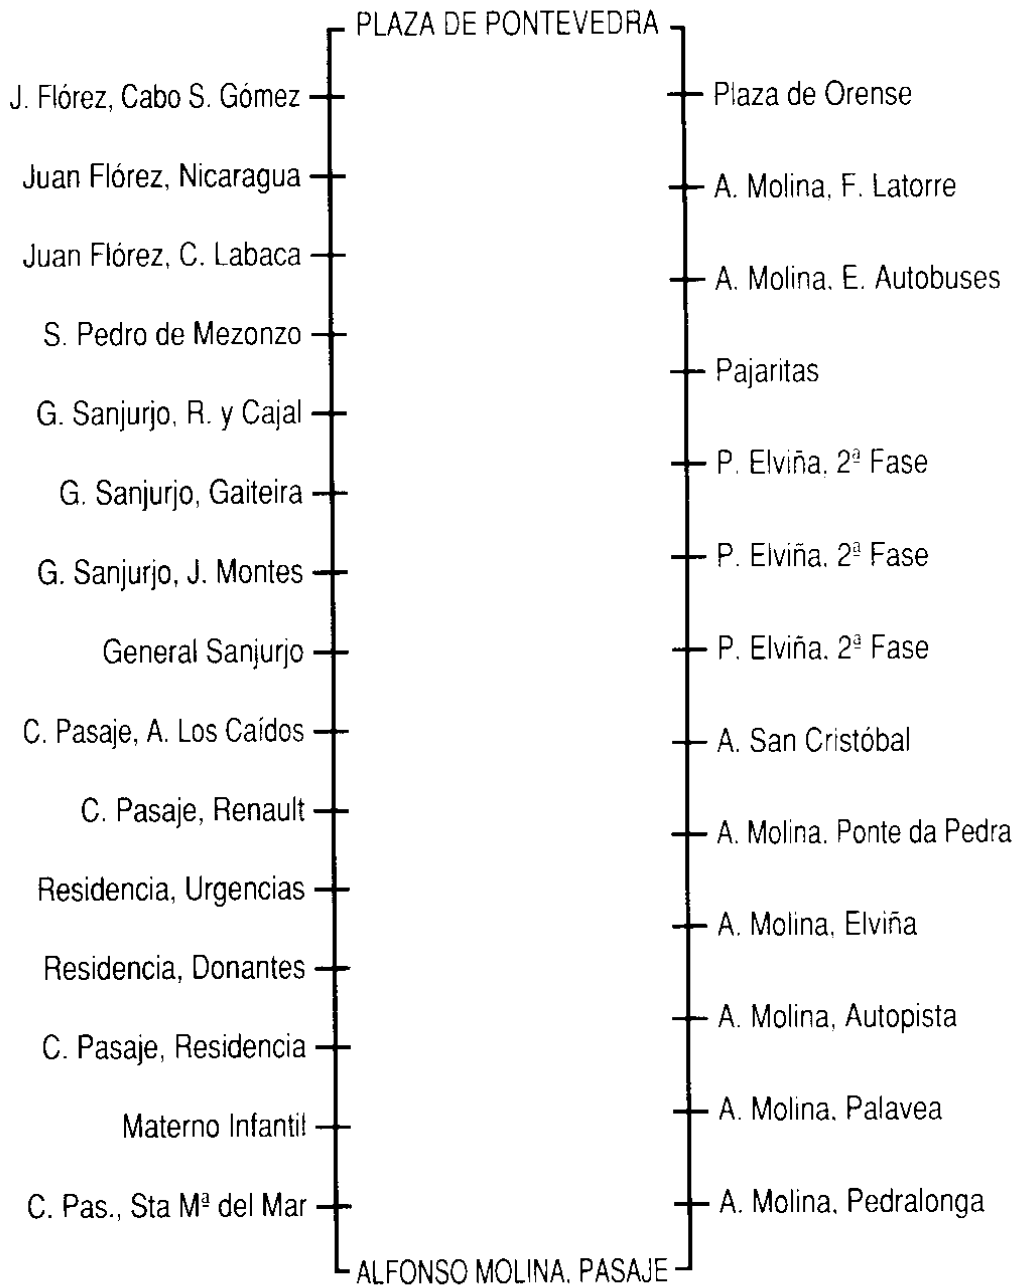 PLAZA DE PONTEVEDRA
J. Flórez, Cabo S. Gómez
Juan Flórez, Nicaragua
Juan Flórez, C. Labaca
S. Pedro de Mezonzo
G. Sanjurjo, R. y Cajal
G. Sanjurjo, Gaiteira
G. Sanjurjo, J. Montes
General Sanjurjo
C. Pasaje, A. Los Caídos
C. Pasaje, Renault
Residencia, Urgencias
Residencia, Donantes
C. Pasaje, Residencia
Materno Infantil
C. Pas., Sta Mª del Mar
Plaza de Orense
A. Molina, F. Latorre
A. Molina, E. Autobuses
Pajaritas
P. Elviña, 2ª Fase
P. Elviña, 2ª Fase
P. Elviña, 2ª Fase
A. San Cristóbal
A. Molina, Ponte da Pedra
A. Molina, Elviña
A. Molina, Autopista
A. Molina, Palavea
A. Molina, Pedralonga
ALFONSO MOLINA, PASAJE